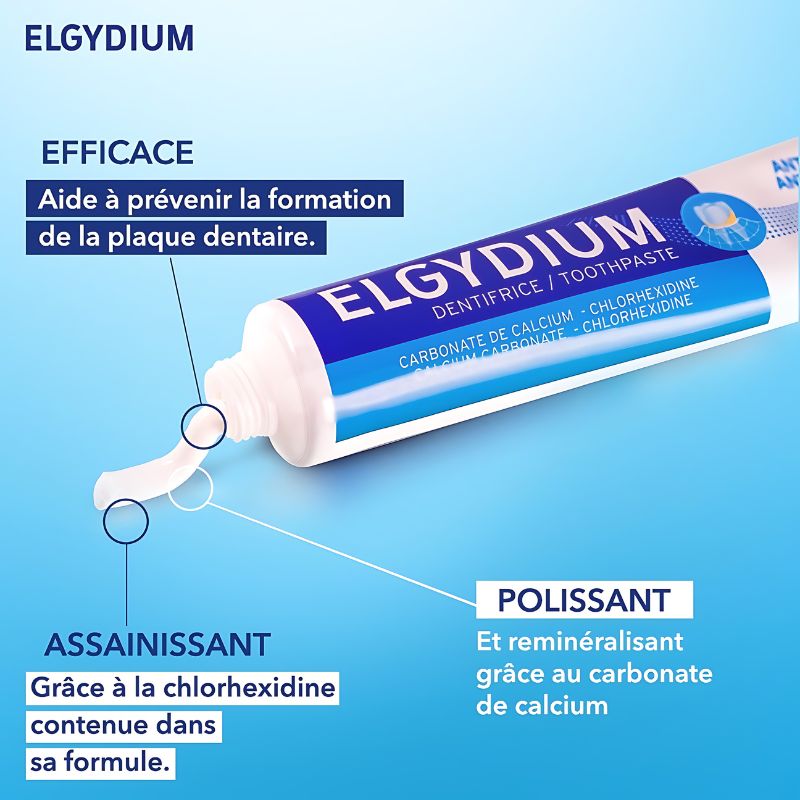 ELGYDIUM
EFFICACE
Aide à prévenir la formation
de la plaque dentaire.
ELGYDIUM
DENTIFRICE / TOOTHPASTE
CARBONATE DE CALCIUM - CHLORHEXIDINE
CALCIUM CARBONATE - CHLORHEXIDINE
POLISSANT
Et reminéralisant
grâce au carbonate
de calcium
ASSAINISSANT
Grâce à la chlorhexidine
contenue dans
sa formule.